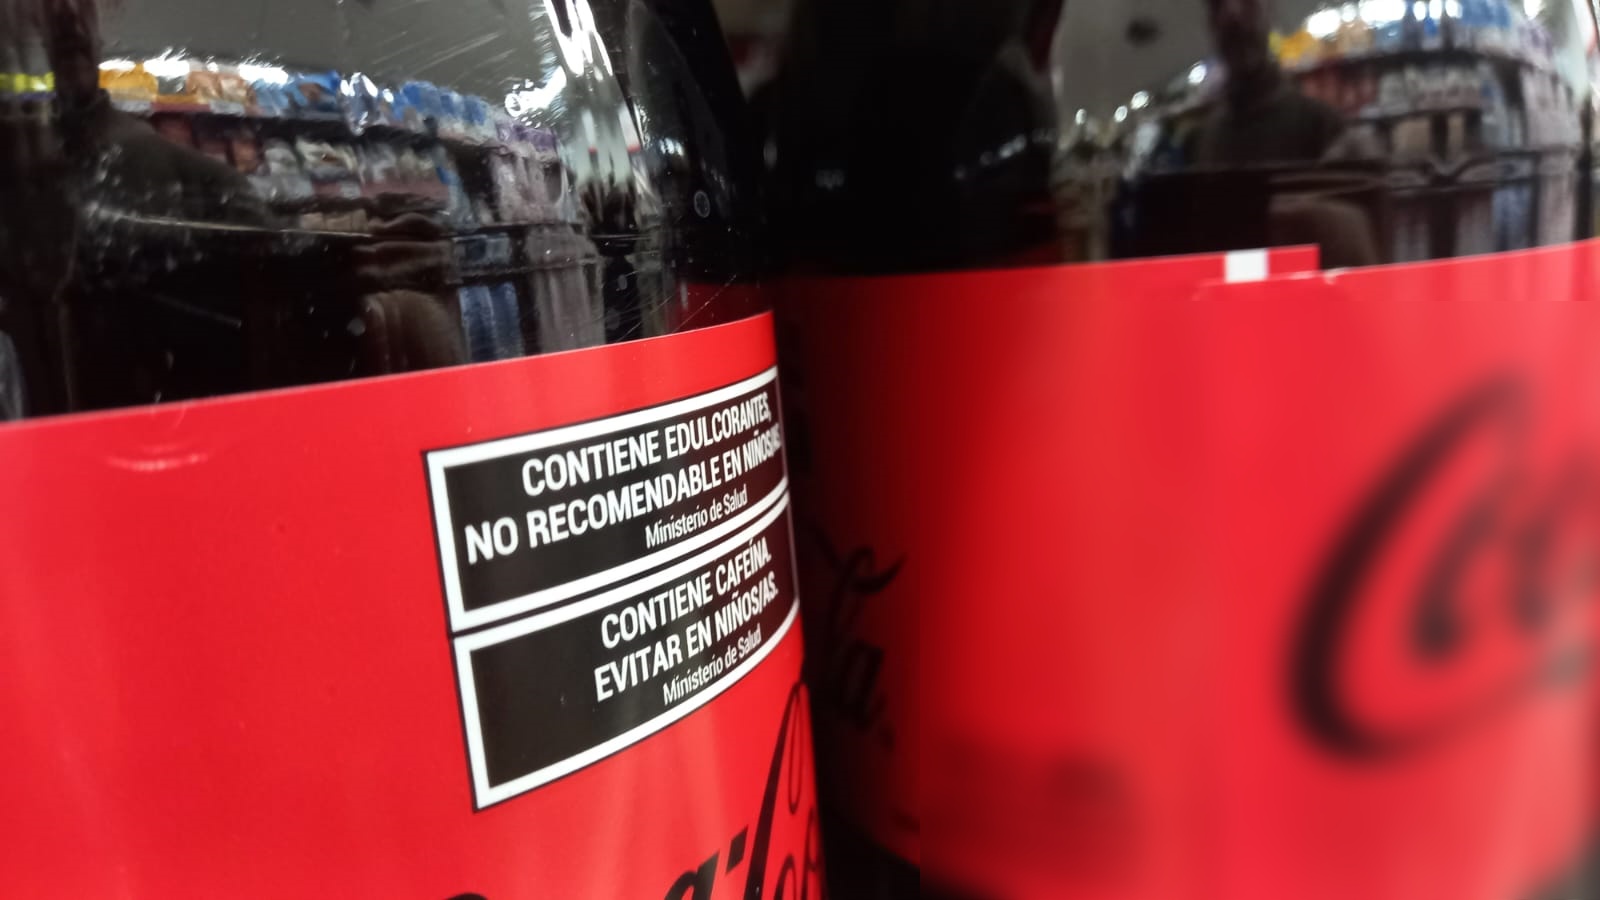 CONTIENE EDULCORANTES,
NO RECOMENDABLE EN NIÑOS/AS.
Ministerio de Salud
CONTIENE CAFEÍNA.
EVITAR EN NIÑOS/AS.
Ministerio de Salud